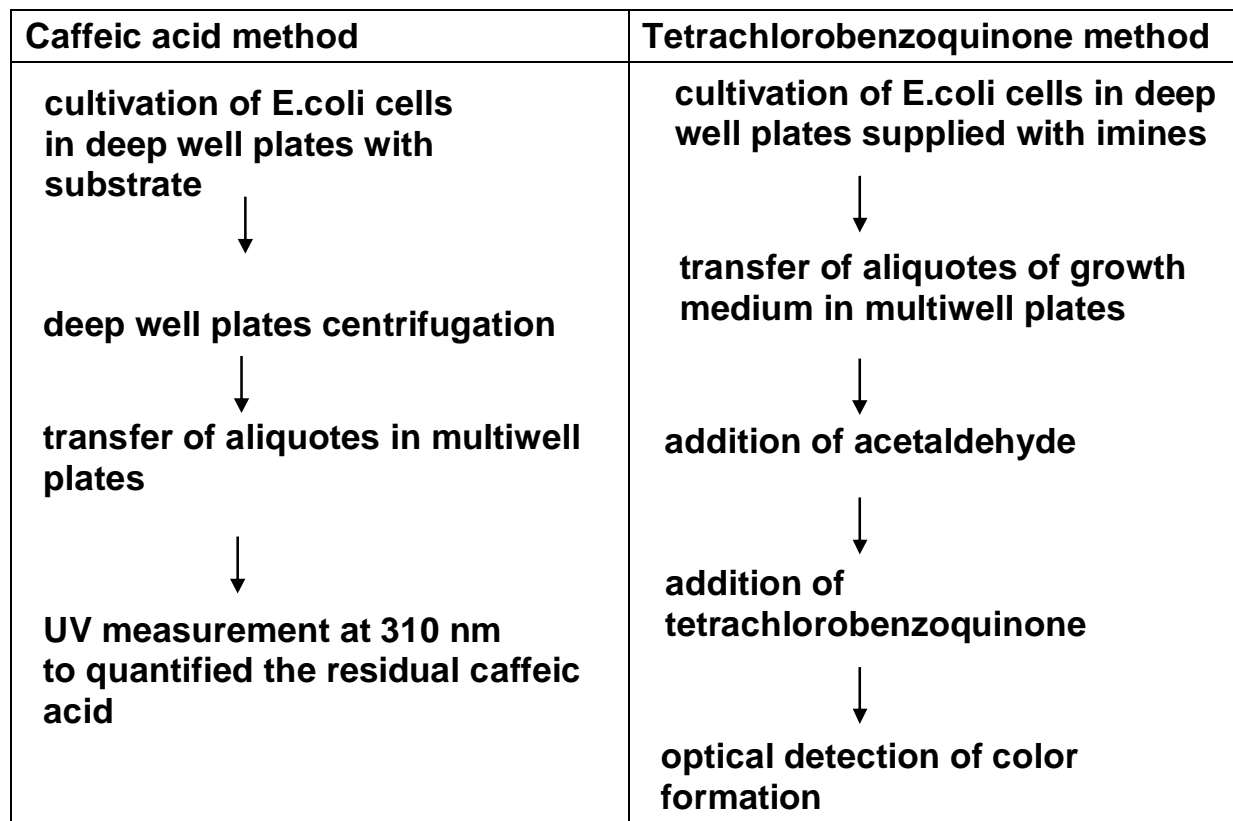 Caffeic acid method
cultivation of E.coli cells
in deep well plates with
substrate
deep well plates centrifugation
transfer of aliquotes in multiwell
plates
UV measurement at 310 nm
to quantified the residual caffeic
acid
Tetrachlorobenzoquinone method
cultivation of E.coli cells in deep
well plates supplied with imines
transfer of aliquotes of growth
medium in multiwell plates
addition of acetaldehyde
addition of
tetrachlorobenzoquinone
optical detection of color
formation